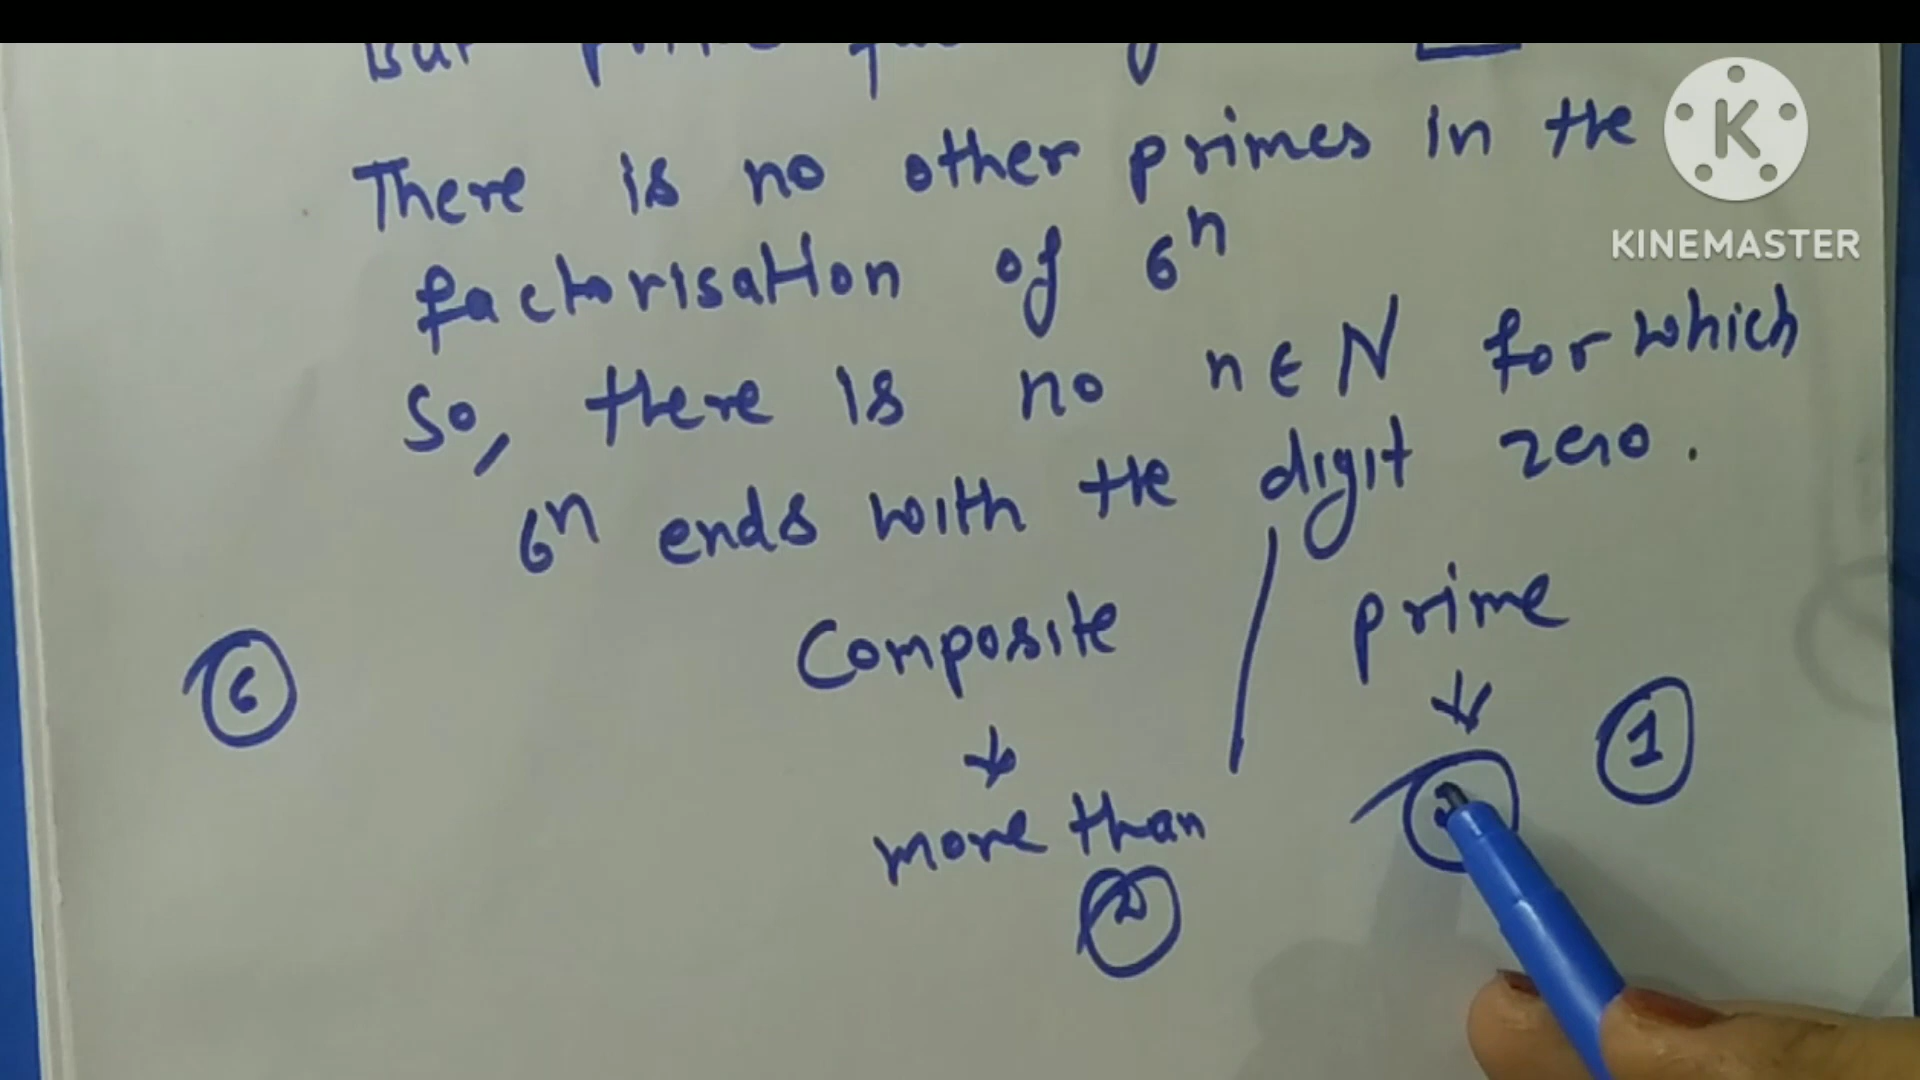 There is no other primes in the
factorisation of 6ⁿ
So, there is no n ∈ N for which
6ⁿ ends with the digit zero.
6
Composite
prime
↓
↓
1
more than
2
K
KINEMASTER